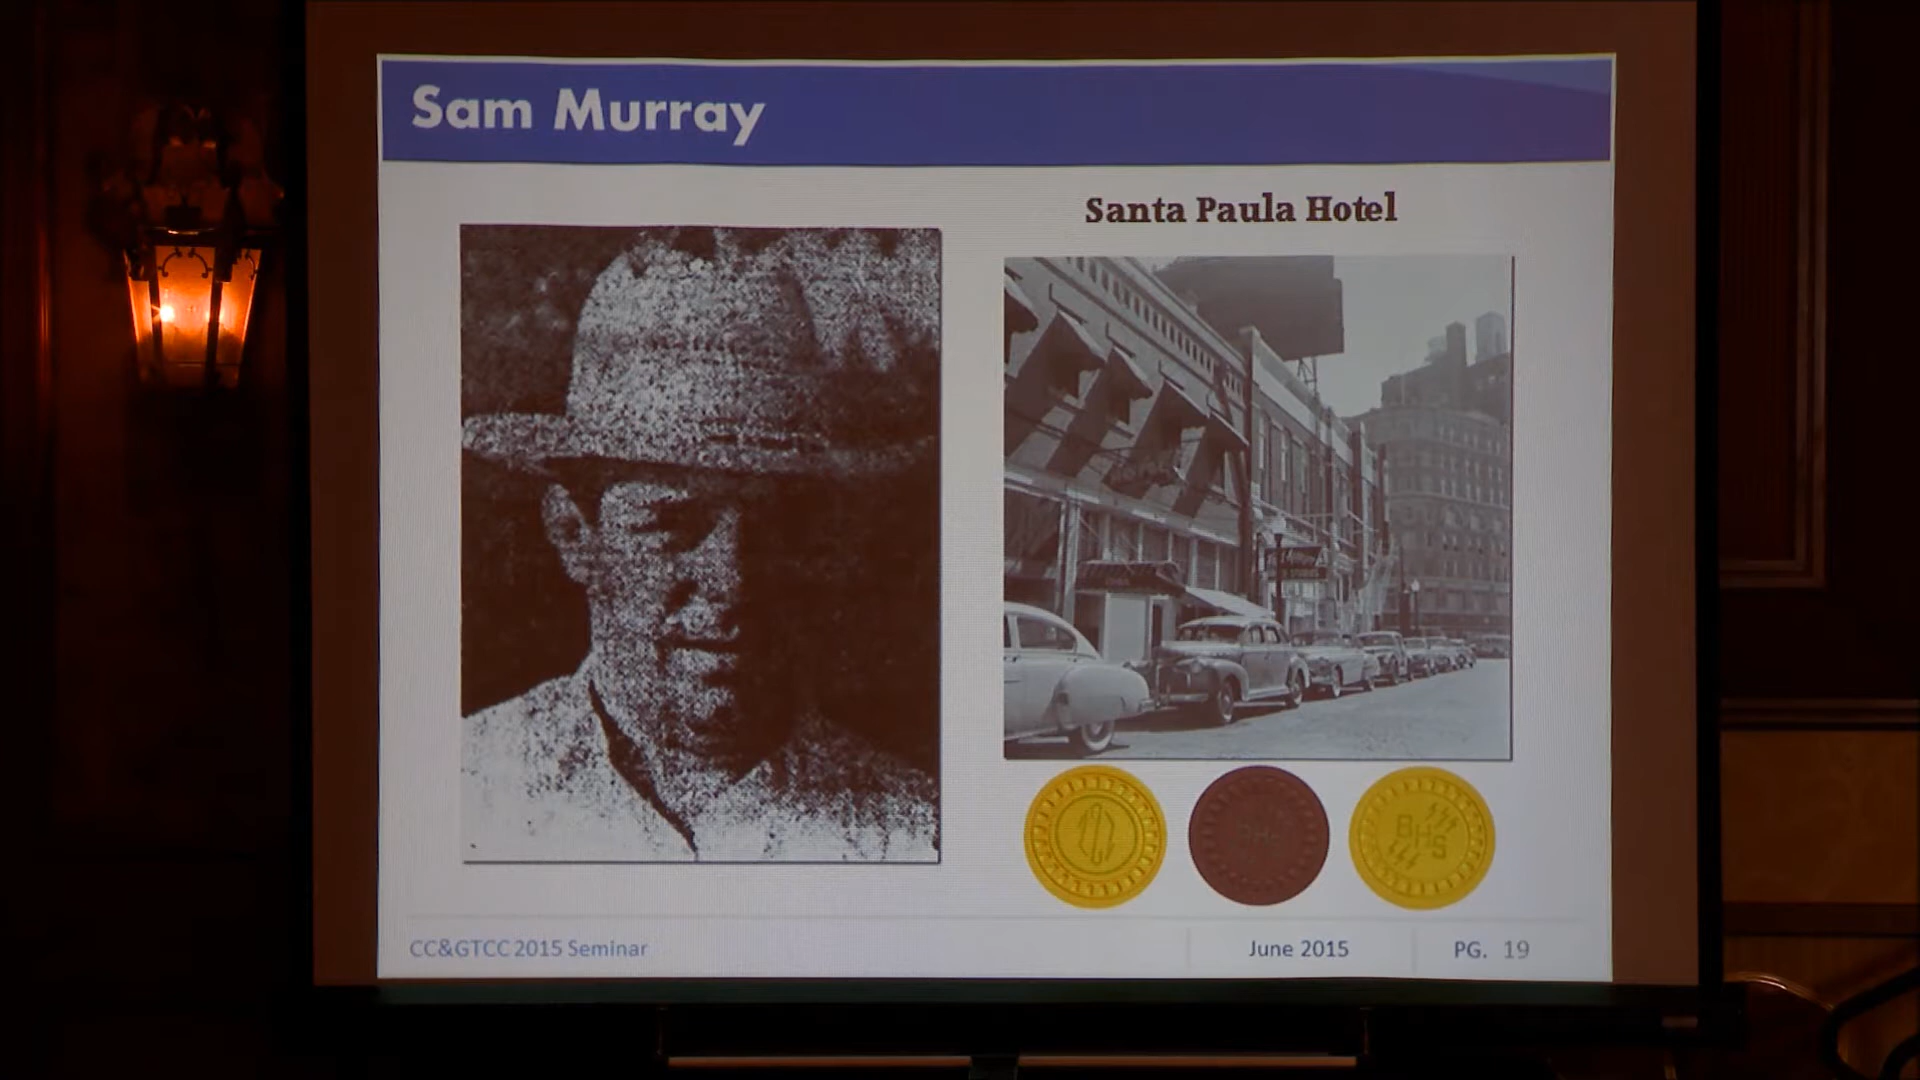 Sam Murray
Santa Paula Hotel
BHS
CC&GTCC 2015 Seminar
June 2015
PG. 19